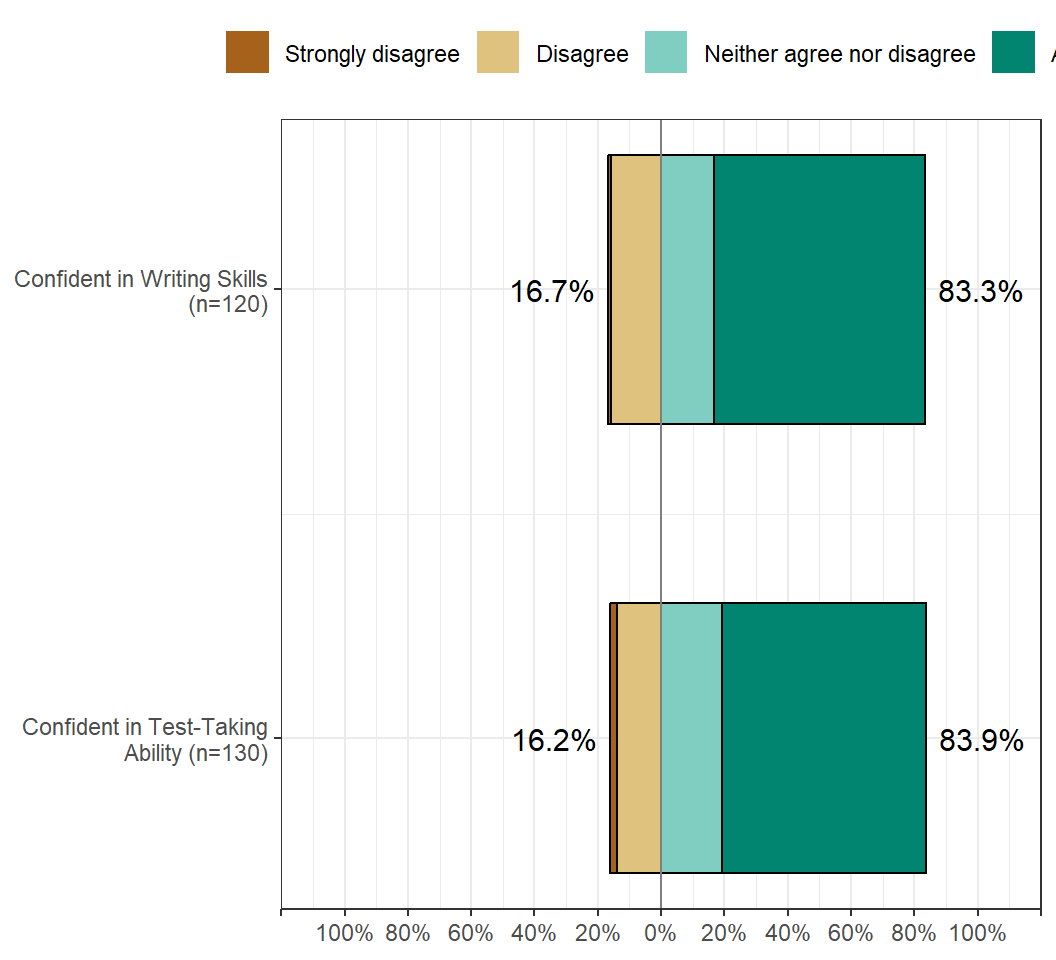 Strongly disagree Disagree Neither agree nor disagree
Confident in Writing Skills
(n=120)
16.7% 83.3%
Confident in Test-Taking
Ability (n=130)
16.2% 83.9%
100% 80% 60% 40% 20% 0% 20% 40% 60% 80% 100%